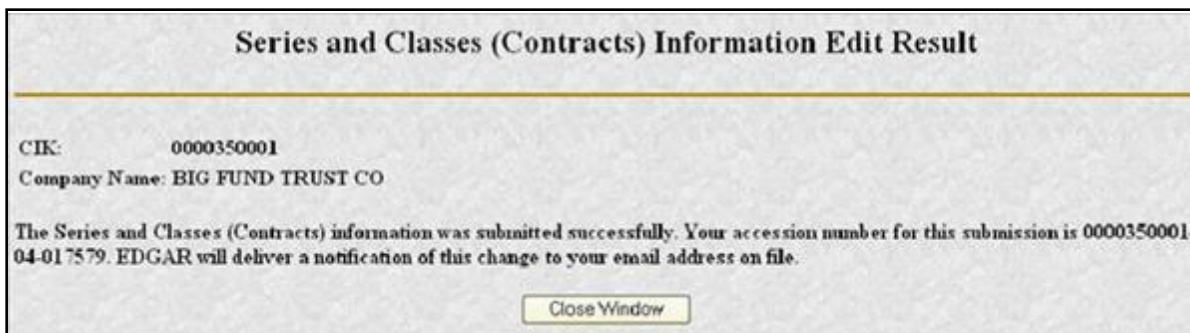 Series and Classes (Contracts) Information Edit Result
CIK: 0000350001
Company Name: BIG FUND TRUST CO
The Series and Classes (Contracts) information was submitted successfully. Your accession number for this submission is 0000350001-
04-017579. EDGAR will deliver a notification of this change to your email address on file.
Close Window